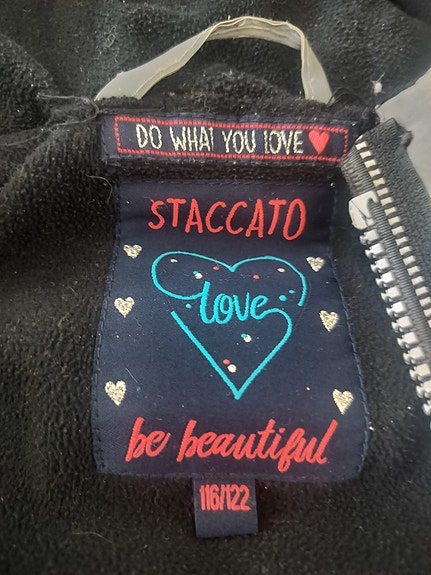 DO WHAT YOU LOVE
STACCATO
love
be beautiful
116/122